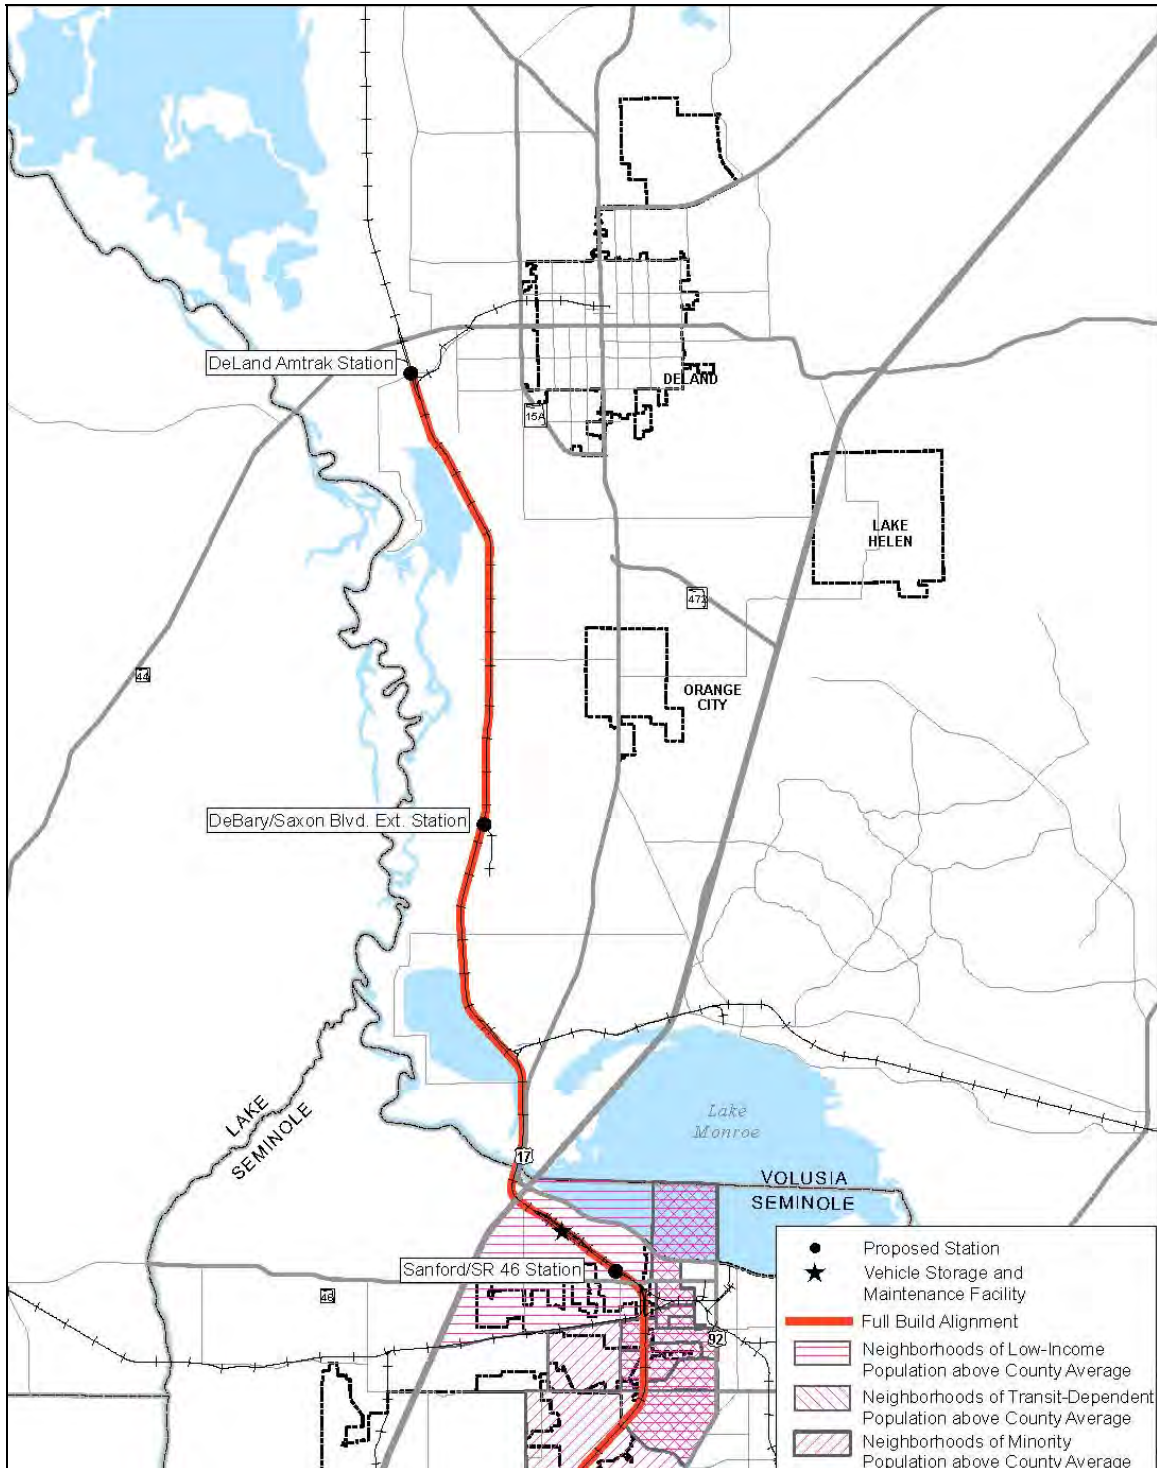 DeLand Amtrak Station
DELAND
15A
LAKE
HELEN
472
44
ORANGE
CITY
DeBary/Saxon Blvd. Ext. Station
LAKE
SEMINOLE
Lake
Monroe
17
VOLUSIA
SEMINOLE
Sanford/SR 46 Station
46
92
Proposed Station
Vehicle Storage and
Maintenance Facility
Full Build Alignment
Neighborhoods of Low-Income
Population above County Average
Neighborhoods of Transit-Dependent
Population above County Average
Neighborhoods of Minority
Population above County Average